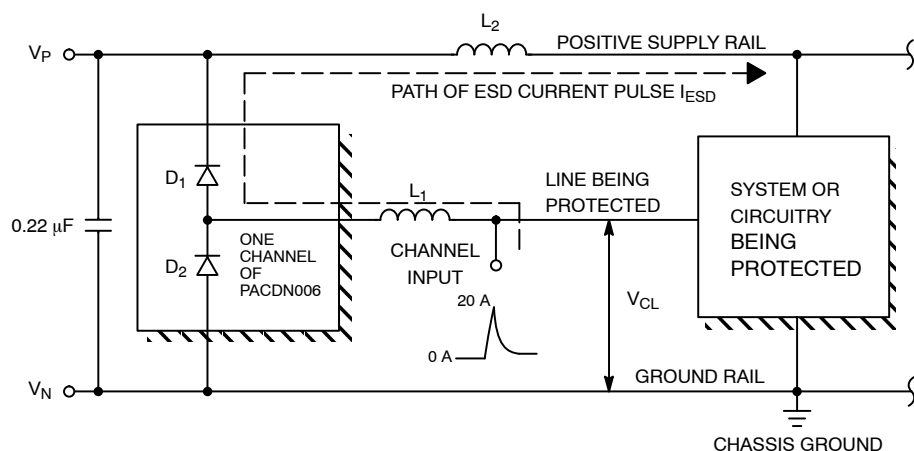 L2
VP
POSITIVE SUPPLY RAIL
PATH OF ESD CURRENT PULSE IESD
D1
L1
LINE BEING
PROTECTED
SYSTEM OR
CIRCUITRY
BEING
PROTECTED
0.22 μF
ONE
CHANNEL
OF
PACDN006
D2
CHANNEL
INPUT
20 A
VCL
0 A
VN
GROUND RAIL
CHASSIS GROUND